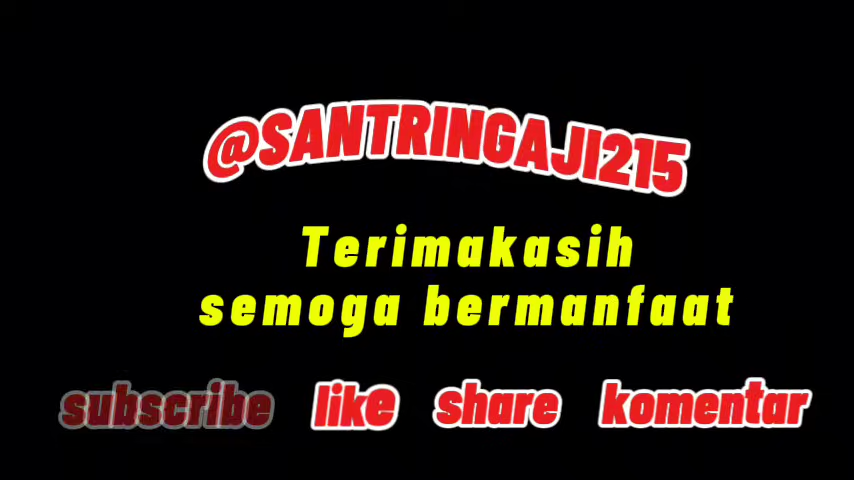 @SANTRINGAJI215
Terimakasih
semoga bermanfaat
subscribe like share komentar